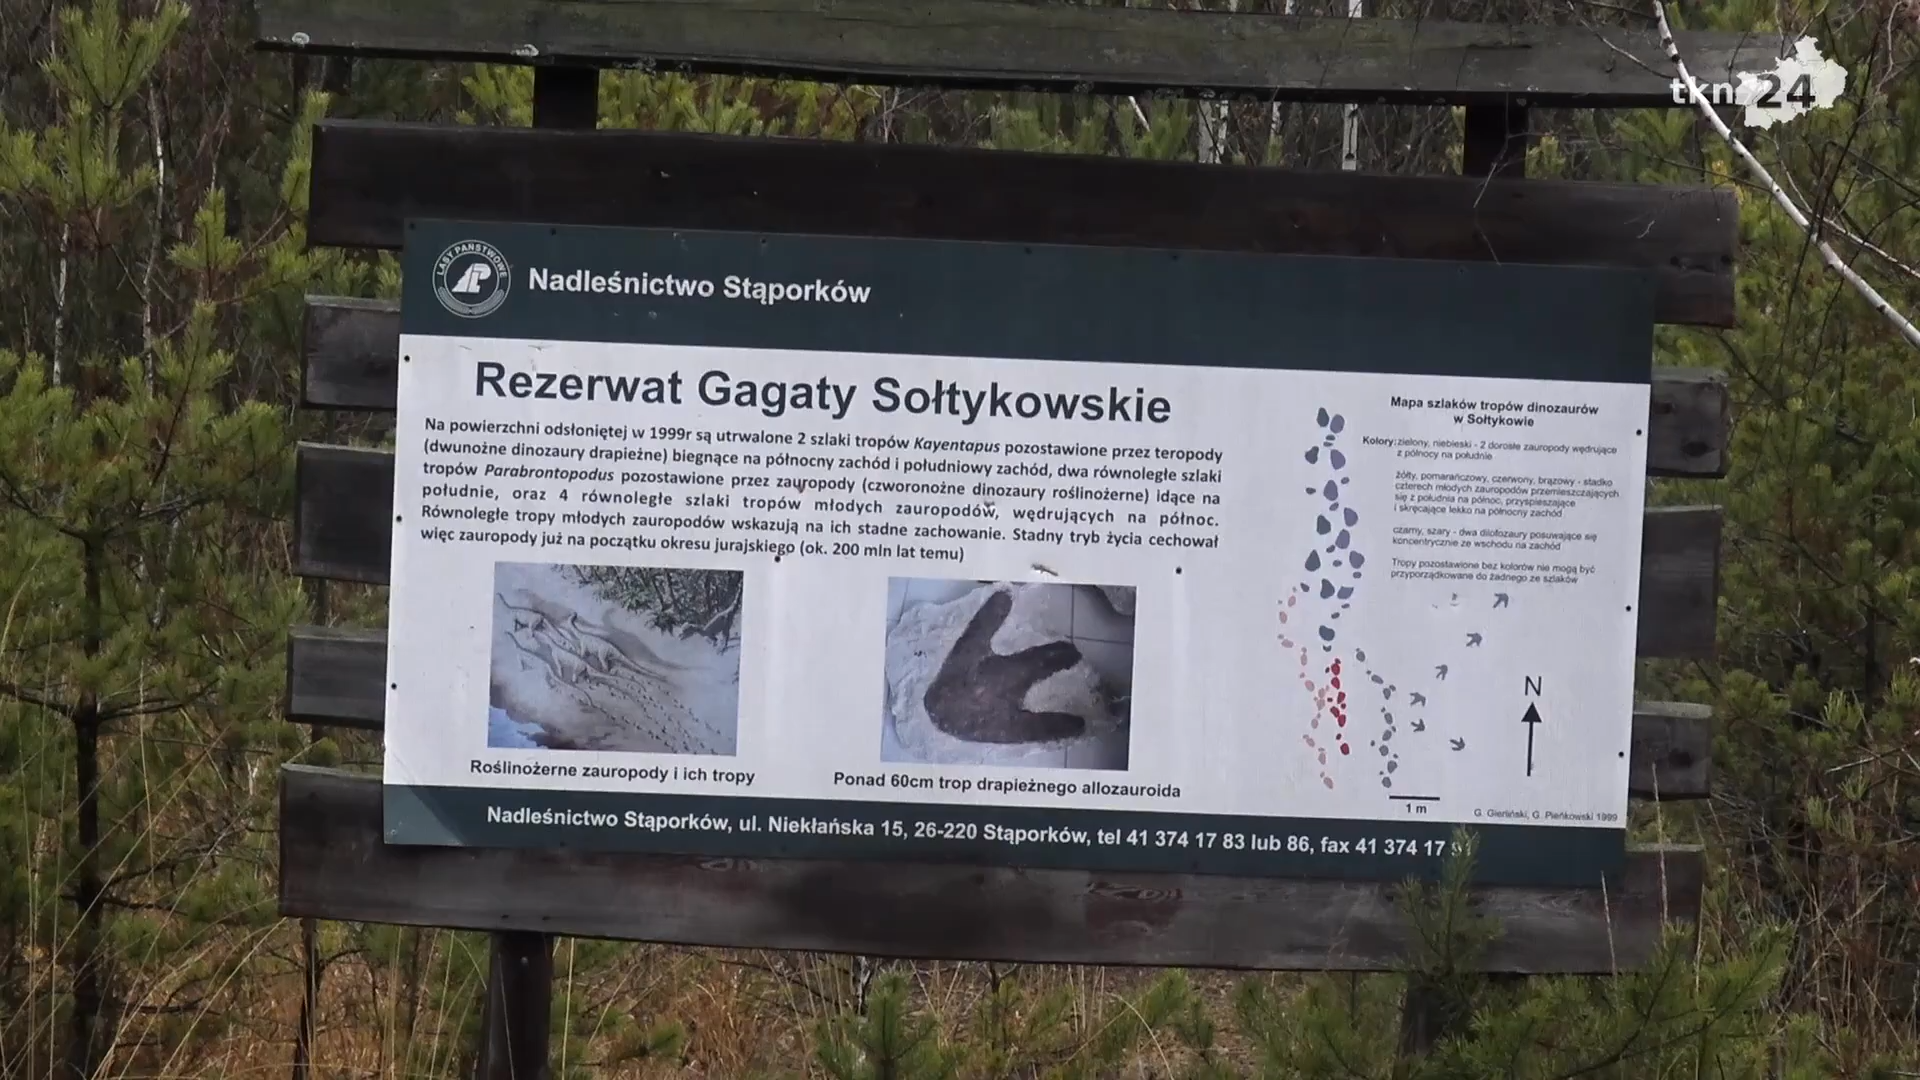 tkn24
LASY PAŃSTWOWE
Nadleśnictwo Stąporków
Rezerwat Gagaty Sołtykowskie
Na powierzchni odsłoniętej w 1999r są utrwalone 2 szlaki tropów Kayentapus pozostawione przez teropody
(dwunożne dinozaury drapieżne) biegnące na północny zachód i południowy zachód, dwa równoległe szlaki
tropów Parabrontopodus pozostawione przez zauropody (czworonożne dinozaury roślinożerne) idące na
południe, oraz 4 równoległe szlaki tropów młodych zauropodów, wędrujących na północ.
Równoległe tropy młodych zauropodów wskazują na ich stadne zachowanie. Stadny tryb życia cechował
więc zauropody już na początku okresu jurajskiego (ok. 200 mln lat temu)
Roślinożerne zauropody i ich tropy
Ponad 60cm trop drapieżnego allozauroida
Mapa szlaków tropów dinozaurów
w Sołtykowie
Kolory: zielony, niebieski - 2 dorosłe zauropody wędrujące
z północy na południe
żółty, pomarańczowy, czerwony, brązowy - stadko
czterech młodych zauropodów przemieszczających
się z południa na północ, przyspieszające
i skręcające lekko na północny zachód
czarny, szary - dwa dilofozaury posuwające się
koncentrycznie ze wschodu na zachód
Tropy pozostawione bez kolorów nie mogą być
przyporządkowane do żadnego ze szlaków
N
1 m
G. Gierliński, G. Pieńkowski 1999
Nadleśnictwo Stąporków, ul. Niekłańska 15, 26-220 Stąporków, tel 41 374 17 83 lub 86, fax 41 374 17